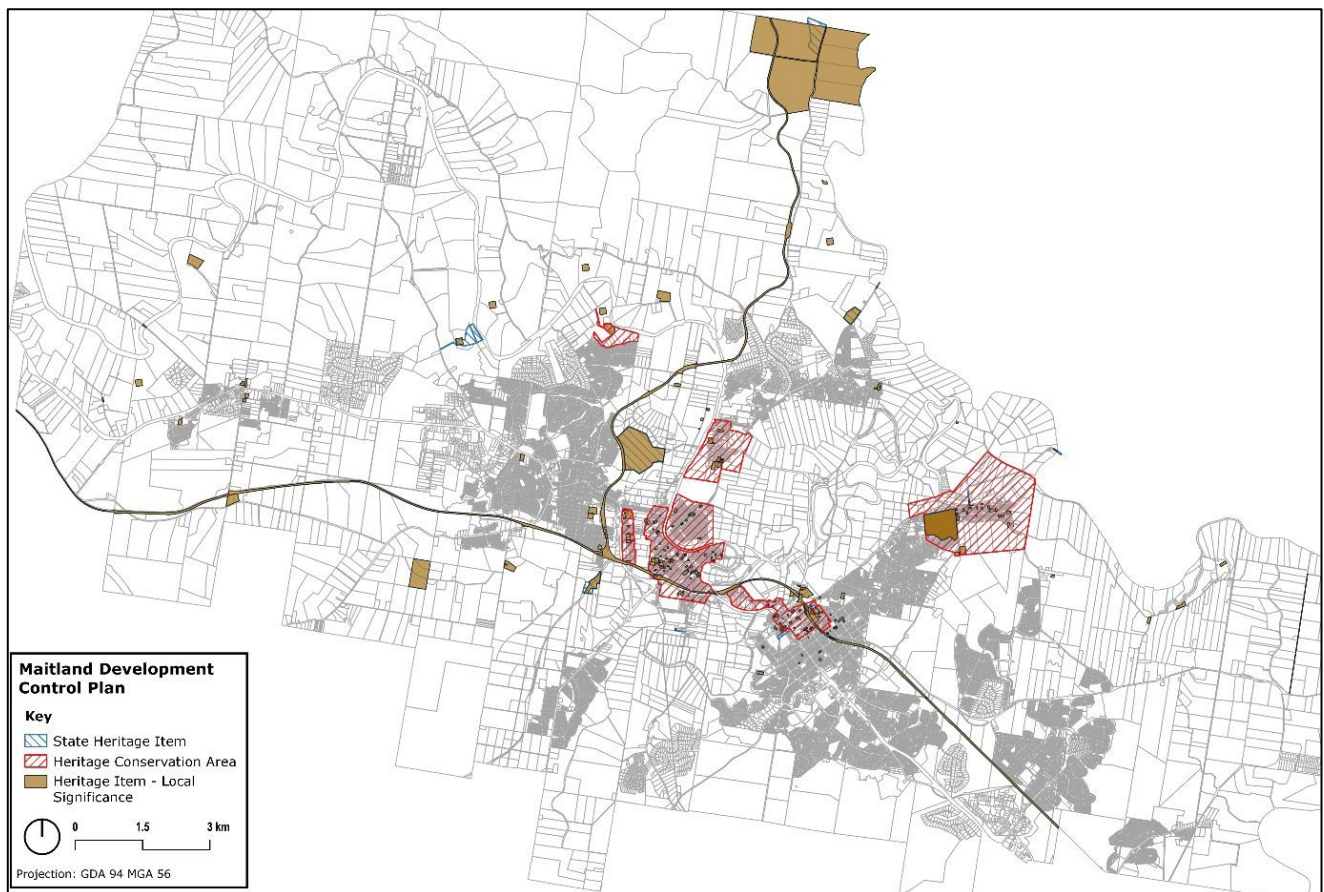 Maitland Development
Control Plan
Key
State Heritage Item
Heritage Conservation Area
Heritage Item - Local
Significance
0 1.5 3 km
Projection: GDA 94 MGA 56